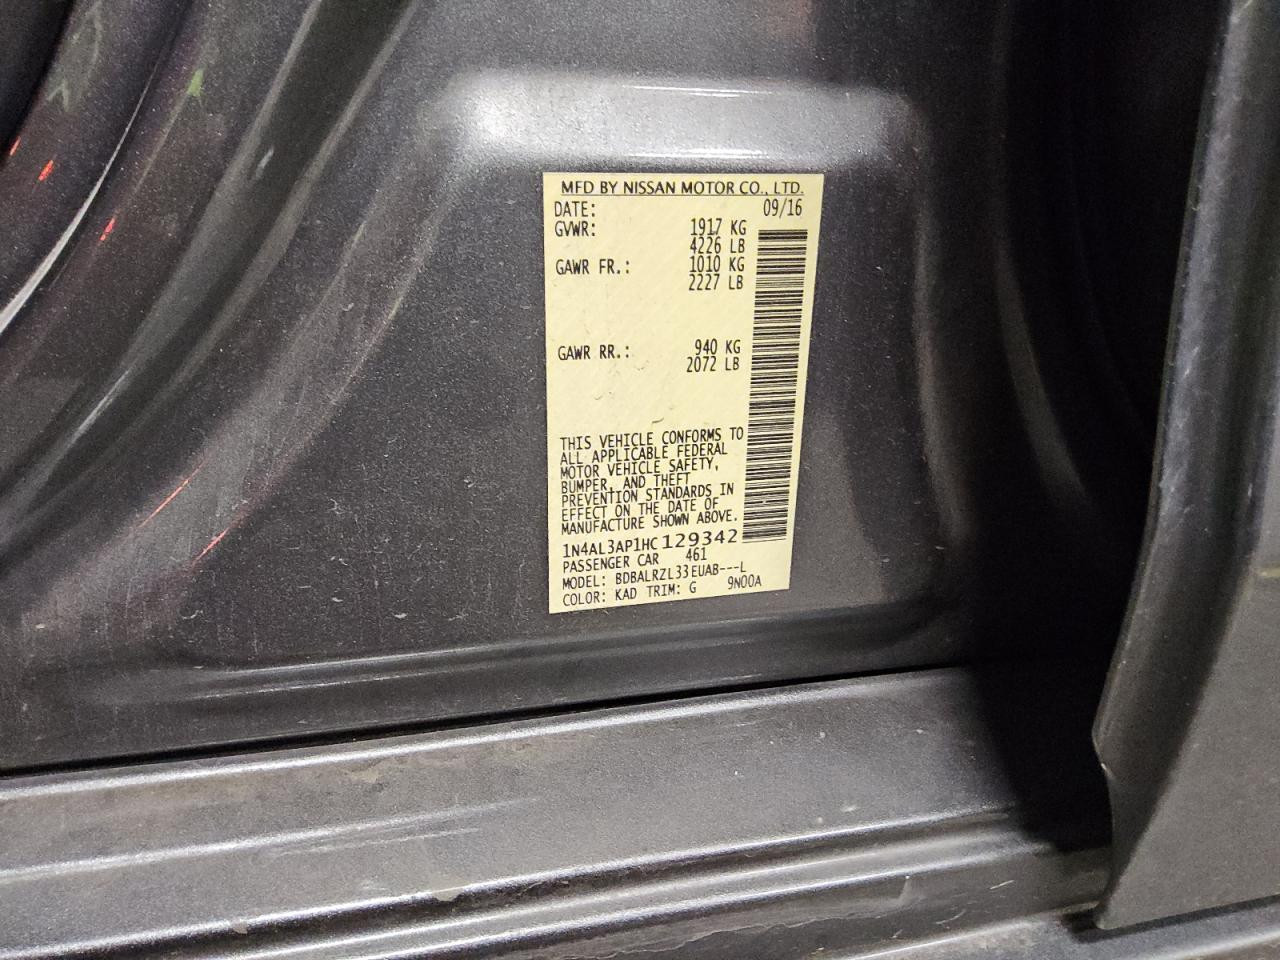 MFD BY NISSAN MOTOR CO., LTD.
DATE: 09/16
GVWR: 1917 KG
4226 LB
GAWR FR.: 1010 KG
2227 LB
GAWR RR.: 940 KG
2072 LB
THIS VEHICLE CONFORMS TO
ALL APPLICABLE FEDERAL
MOTOR VEHICLE SAFETY,
BUMPER, AND THEFT
PREVENTION STANDARDS IN
EFFECT ON THE DATE OF
MANUFACTURE SHOWN ABOVE.
1N4AL3AP1HC129342
PASSENGER CAR 461
MODEL: BDBALRZL33EUAB---L
COLOR: KAD TRIM: G 9N00A